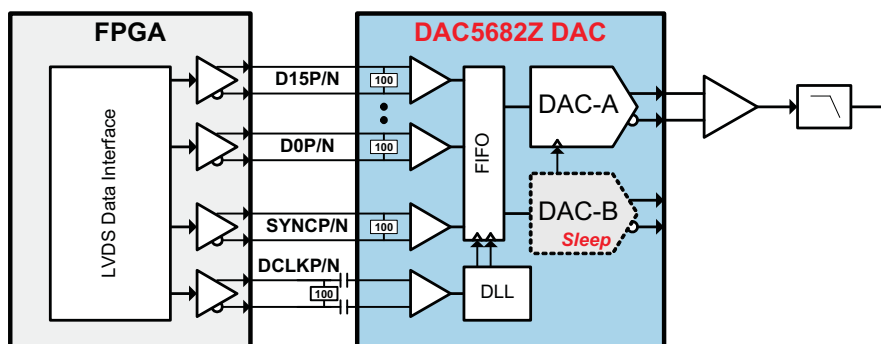 FPGA
DAC5682Z DAC
LVDS Data Interface
D15P/N
100
D0P/N
100
SYNCP/N
100
DCLKP/N
100
FIFO
DLL
DAC-A
DAC-B
Sleep